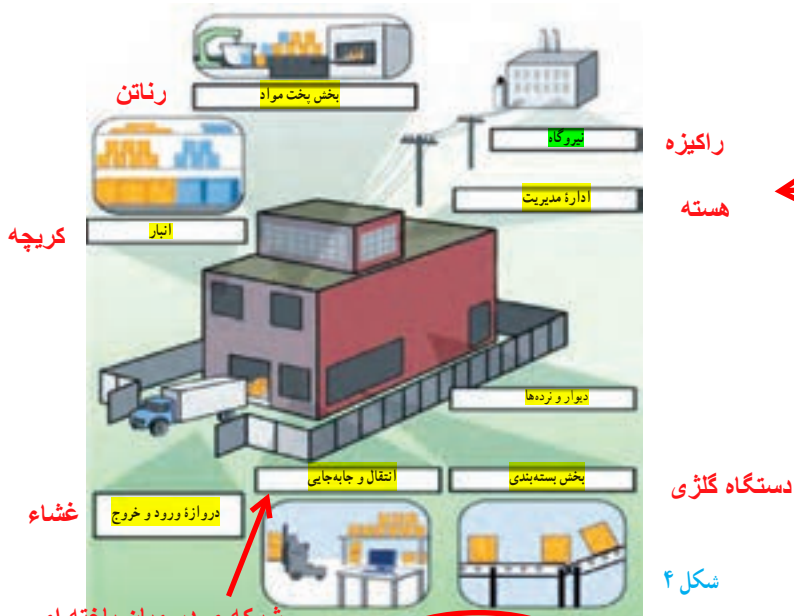 بخش پخت مواد
رناتن
نیروگاه
راکیزه
ادارهٔ مدیریت
هسته
انبار
کریچه
دیوار و نرده‌ها
بخش بسته‌بندی
انتقال و جابه‌جایی
دستگاه گلژی
دروازهٔ ورود و خروج
غشاء
شکل ۴